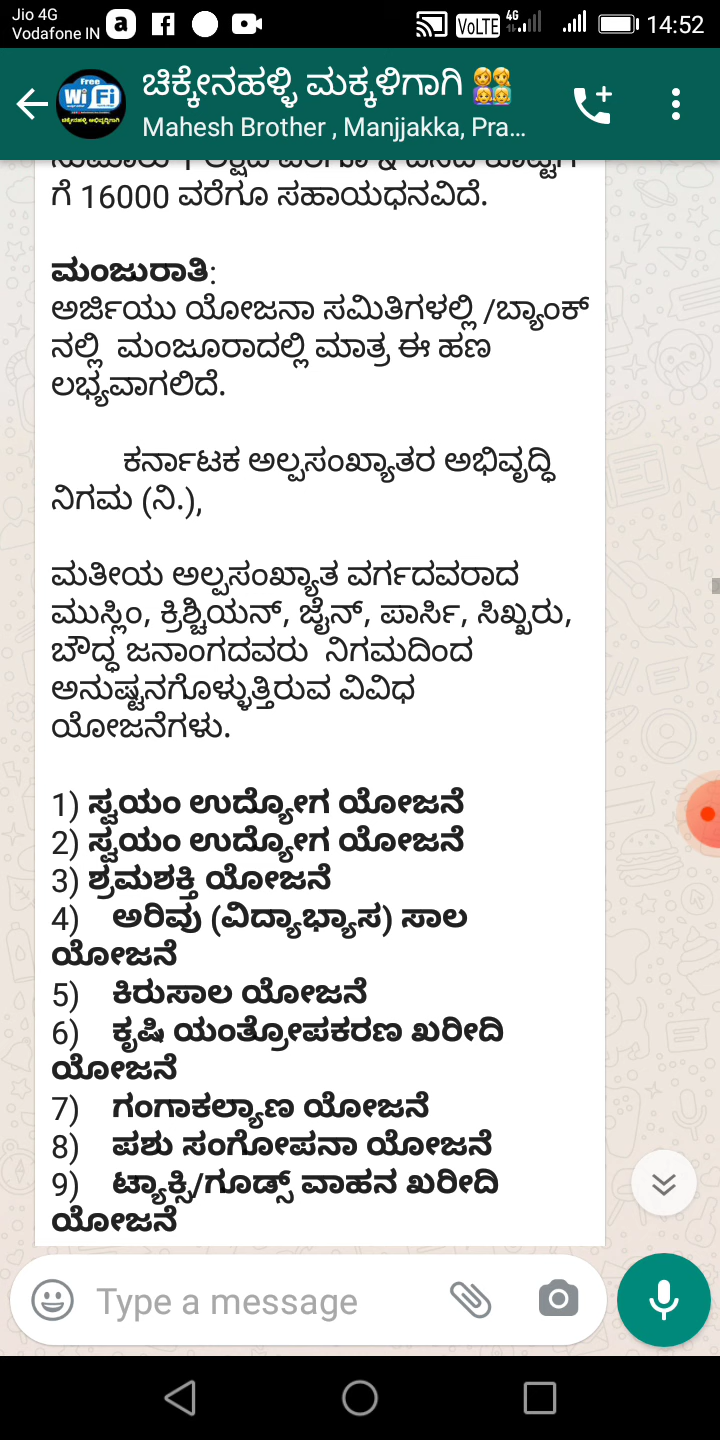 Jio 4G
Vodafone IN
VoLTE 4G 14:52
ಚಿಕ್ಕೇನಹಳ್ಳಿ ಮಕ್ಕಳಿಗಾಗಿ 👨‍👩‍👧‍👦
Free
Wi Fi
Mahesh Brother , Manjjakka, Pra...
ಗೆ 16000 ವರೆಗೂ ಸಹಾಯಧನವಿದೆ.
ಮಂಜುರಾತಿ:
ಅರ್ಜಿಯು ಯೋಜನಾ ಸಮಿತಿಗಳಲ್ಲಿ /ಬ್ಯಾಂಕ್
ನಲ್ಲಿ ಮಂಜೂರಾದಲ್ಲಿ ಮಾತ್ರ ಈ ಹಣ
ಲಭ್ಯವಾಗಲಿದೆ.
ಕರ್ನಾಟಕ ಅಲ್ಪಸಂಖ್ಯಾತರ ಅಭಿವೃದ್ಧಿ
ನಿಗಮ (ನಿ.),
ಮತೀಯ ಅಲ್ಪಸಂಖ್ಯಾತ ವರ್ಗದವರಾದ
ಮುಸ್ಲಿಂ, ಕ್ರಿಶ್ಚಿಯನ್, ಜೈನ್, ಪಾರ್ಸಿ, ಸಿಖ್ಖರು,
ಬೌದ್ಧ ಜನಾಂಗದವರು ನಿಗಮದಿಂದ
ಅನುಷ್ಟನಗೊಳ್ಳುತ್ತಿರುವ ವಿವಿಧ
ಯೋಜನೆಗಳು.
1) ಸ್ವಯಂ ಉದ್ಯೋಗ ಯೋಜನೆ
2) ಸ್ವಯಂ ಉದ್ಯೋಗ ಯೋಜನೆ
3) ಶ್ರಮಶಕ್ತಿ ಯೋಜನೆ
4) ಅರಿವು (ವಿದ್ಯಾಭ್ಯಾಸ) ಸಾಲ
ಯೋಜನೆ
5) ಕಿರುಸಾಲ ಯೋಜನೆ
6) ಕೃಷಿ ಯಂತ್ರೋಪಕರಣ ಖರೀದಿ
ಯೋಜನೆ
7) ಗಂಗಾಕಲ್ಯಾಣ ಯೋಜನೆ
8) ಪಶು ಸಂಗೋಪನಾ ಯೋಜನೆ
9) ಟ್ಯಾಕ್ಸಿ/ಗೂಡ್ಸ್ ವಾಹನ ಖರೀದಿ
ಯೋಜನೆ
Type a message